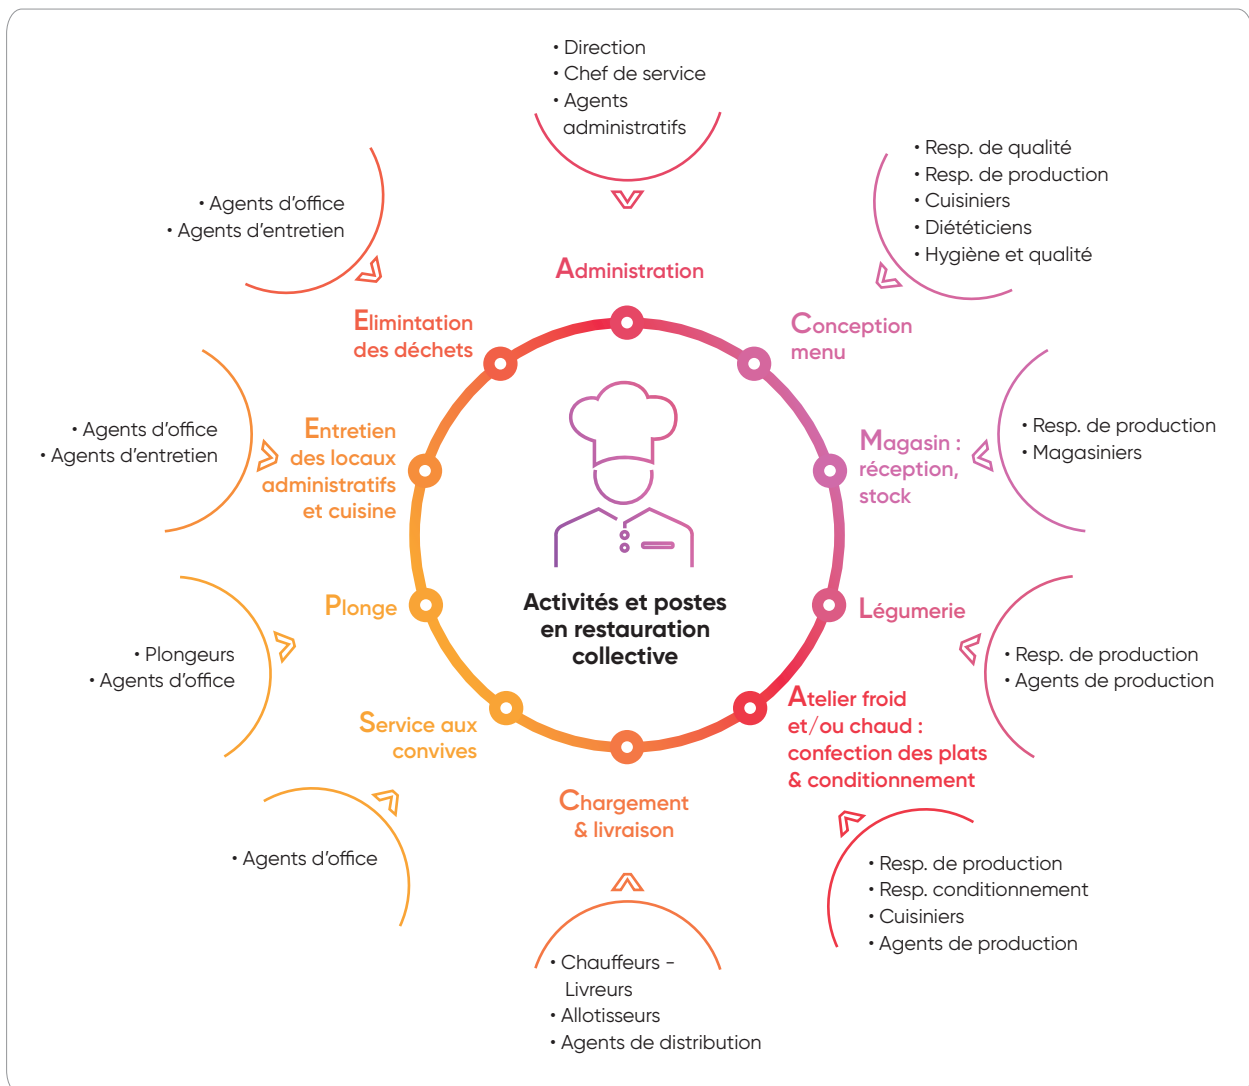 • Direction
• Chef de service
• Agents
administratifs
Administration
• Resp. de qualité
• Resp. de production
• Cuisiniers
• Diététiciens
• Hygiène et qualité
Conception
menu
• Resp. de production
• Magasiniers
Magasin :
réception,
stock
• Resp. de production
• Agents de production
Légumerie
Atelier froid
et/ou chaud :
confection des plats
& conditionnement
• Resp. de production
• Resp. conditionnement
• Cuisiniers
• Agents de production
Chargement
& livraison
• Chauffeurs -
Livreurs
• Allotisseurs
• Agents de distribution
Service aux
convives
• Agents d'office
Plonge
• Plongeurs
• Agents d'office
Entretien
des locaux
administratifs
et cuisine
• Agents d'office
• Agents d'entretien
Elimintation
des déchets
• Agents d'office
• Agents d'entretien
Activités et postes
en restauration
collective